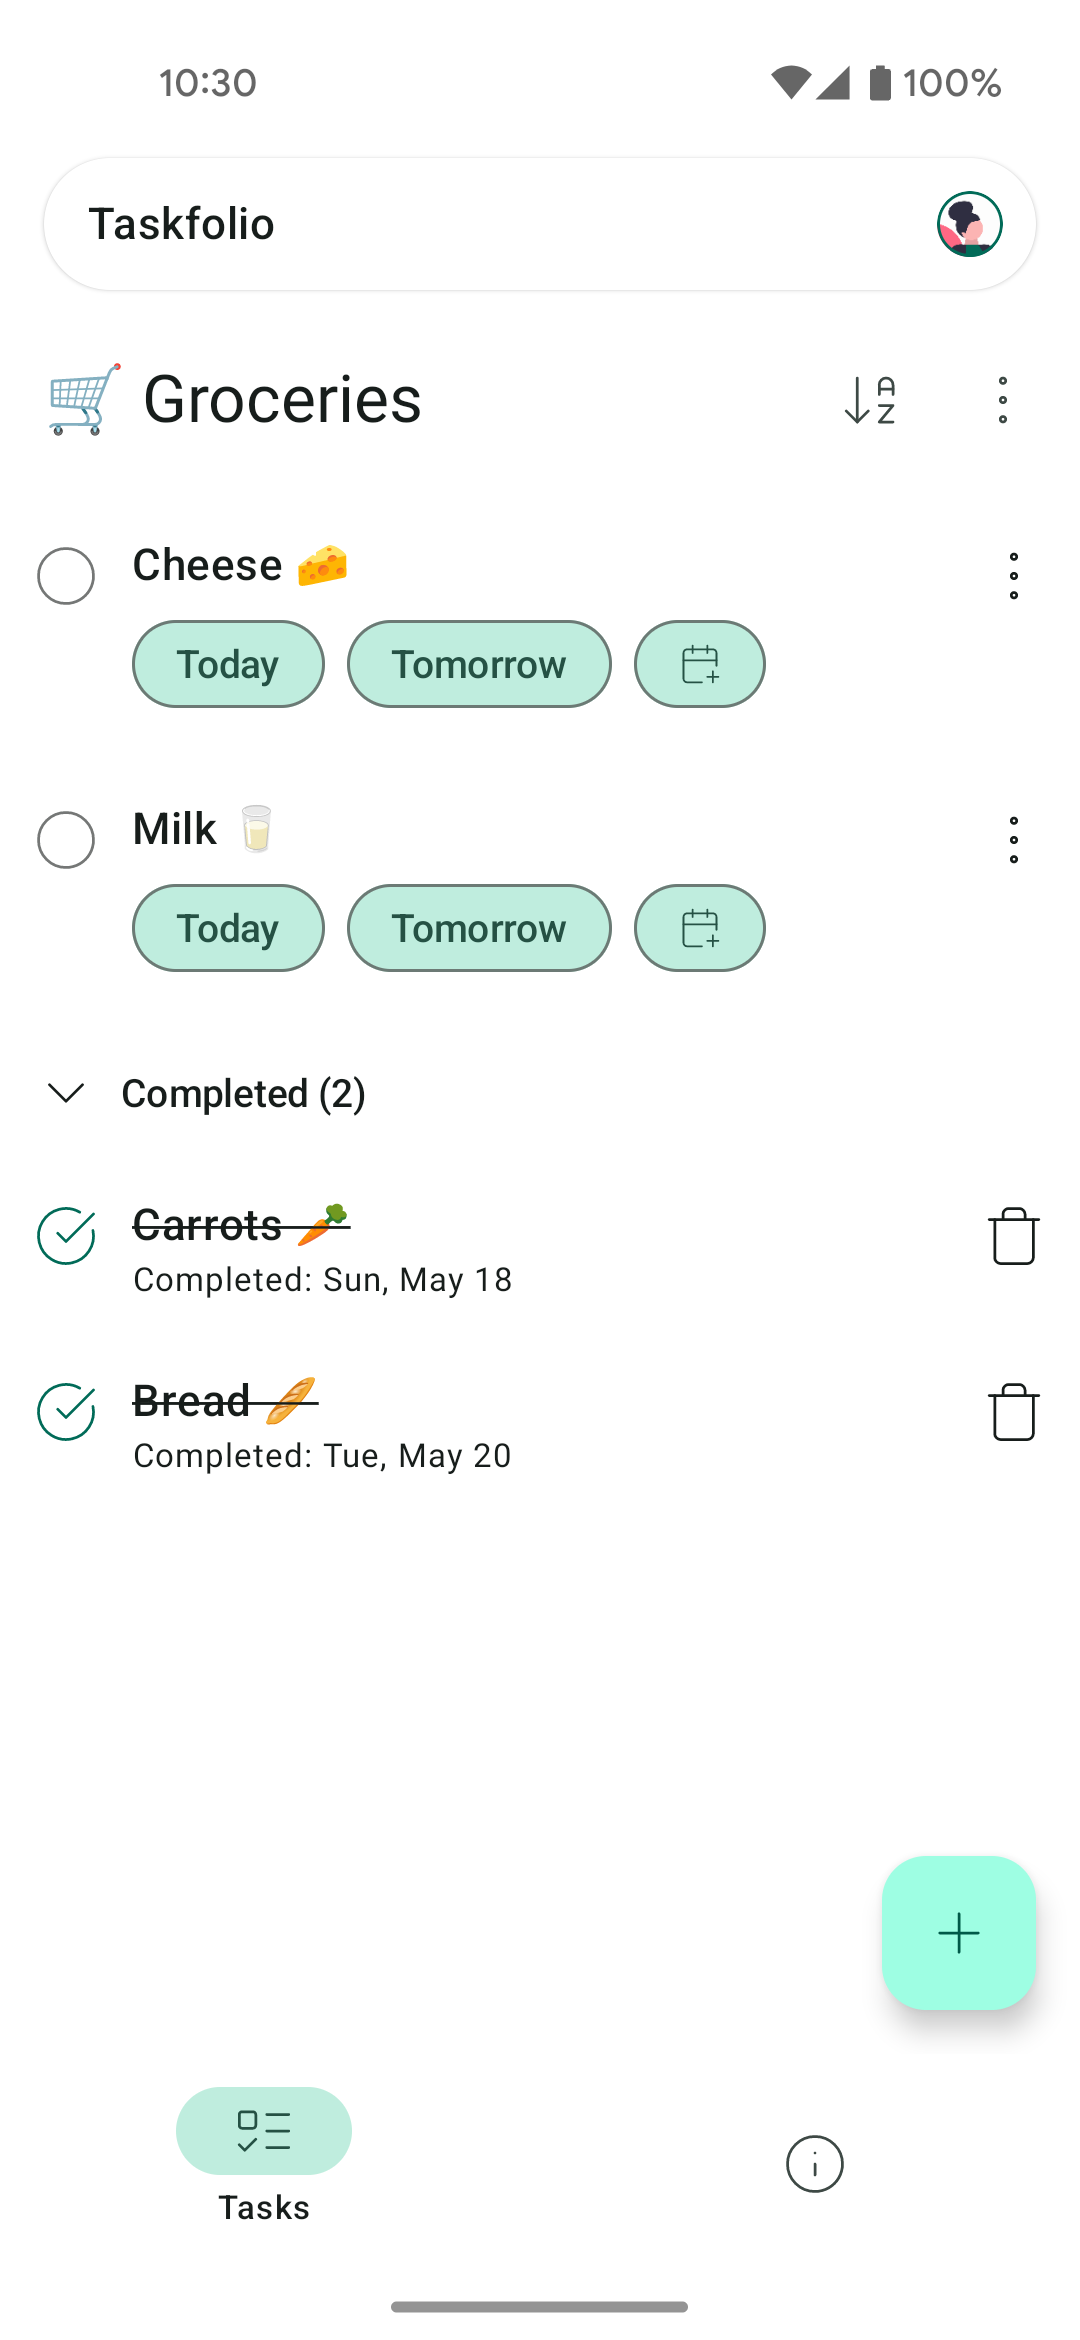 10:30 100%
Taskfolio
🛒 Groceries
Cheese 🧀
Today Tomorrow
Milk 🥛
Today Tomorrow
Completed (2)
Carrots 🥕
Completed: Sun, May 18
Bread 🥖
Completed: Tue, May 20
Tasks